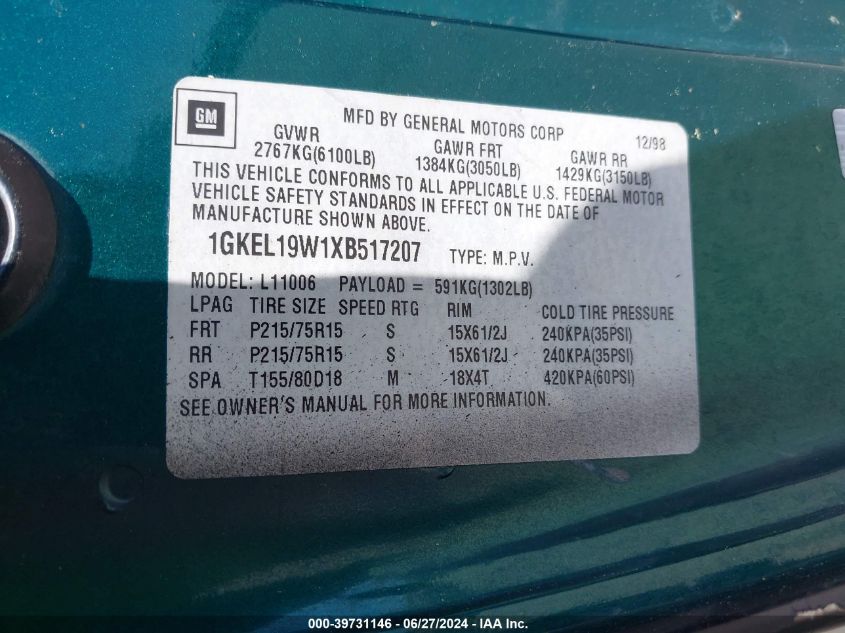 GM
MFD BY GENERAL MOTORS CORP 12/98
GVWR GAWR FRT GAWR RR
2767KG(6100LB) 1384KG(3050LB) 1429KG(3150LB)
THIS VEHICLE CONFORMS TO ALL APPLICABLE U.S. FEDERAL MOTOR
VEHICLE SAFETY STANDARDS IN EFFECT ON THE DATE OF
MANUFACTURE SHOWN ABOVE.
1GKEL19W1XB517207 TYPE: M.P.V.
MODEL: L11006 PAYLOAD = 591KG(1302LB)
LPAG TIRE SIZE SPEED RTG RIM COLD TIRE PRESSURE
FRT P215/75R15 S 15X61/2J 240KPA(35PSI)
RR P215/75R15 S 15X61/2J 240KPA(35PSI)
SPA T155/80D18 M 18X4T 420KPA(60PSI)
SEE OWNER'S MANUAL FOR MORE INFORMATION.
000-39731146 - 06/27/2024 - IAAI.com